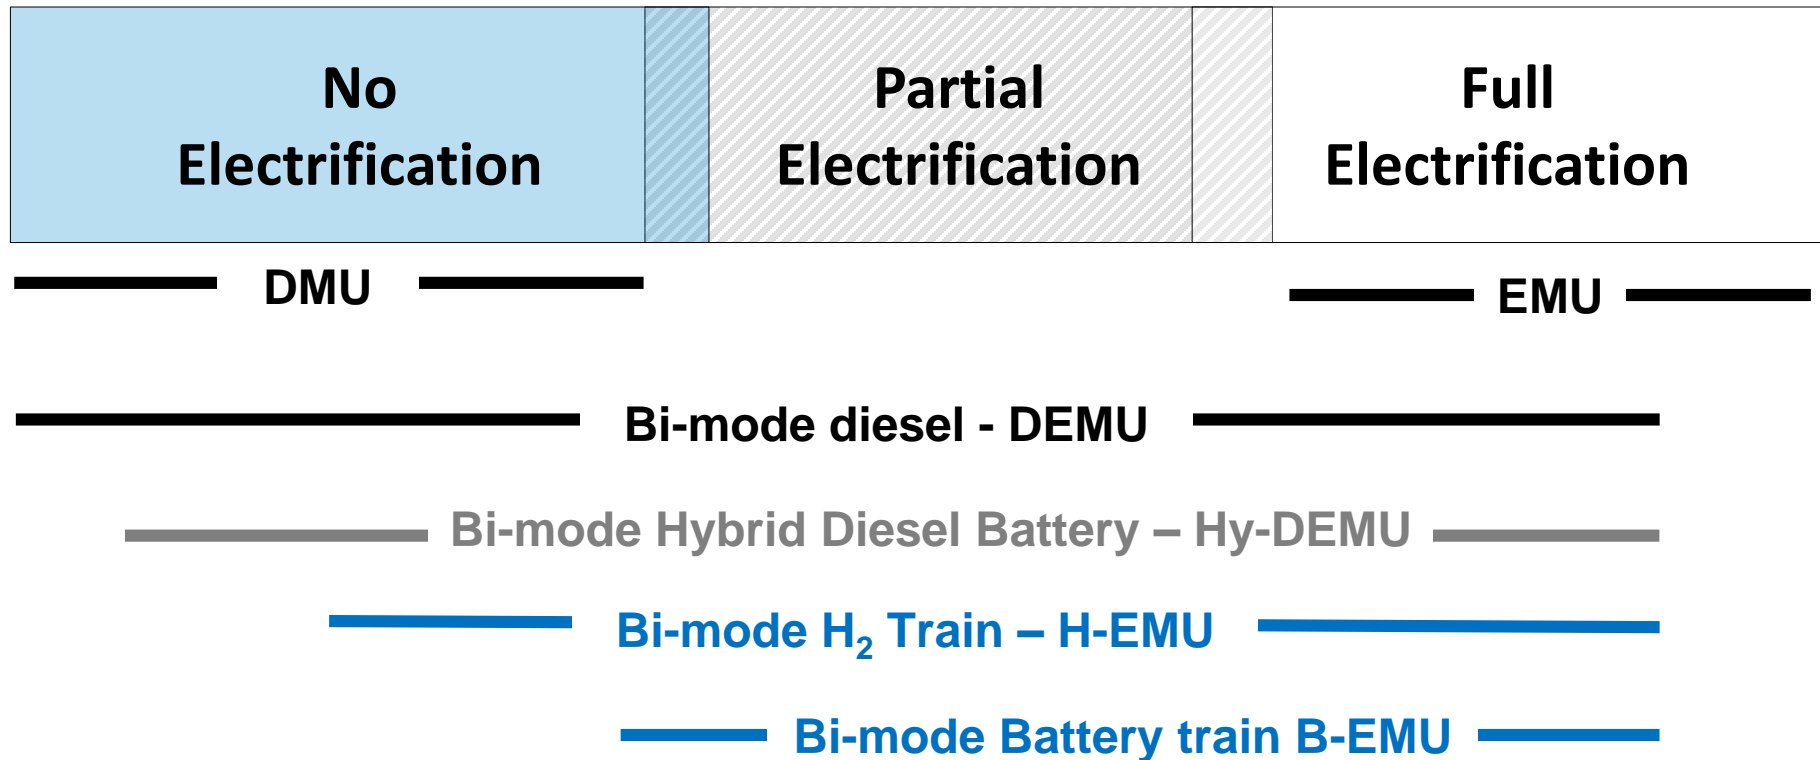 No
Electrification
Partial
Electrification
Full
Electrification
DMU
EMU
Bi-mode diesel - DEMU
Bi-mode Hybrid Diesel Battery – Hy-DEMU
Bi-mode H₂ Train – H-EMU
Bi-mode Battery train B-EMU